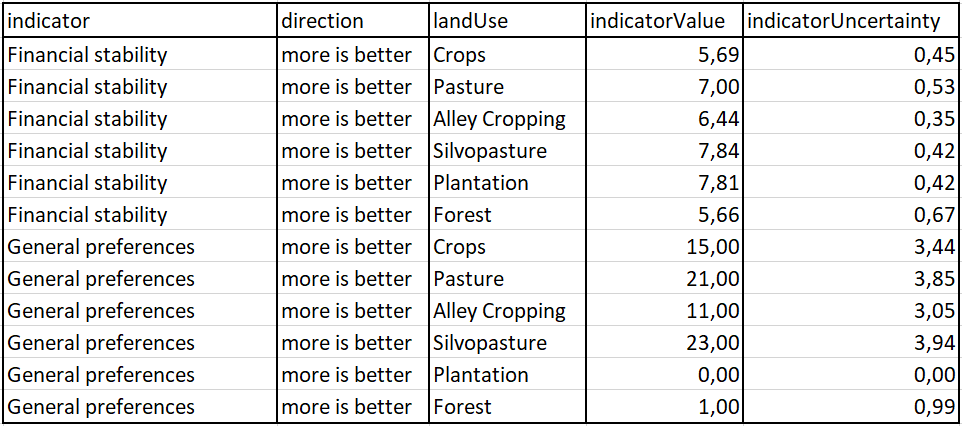 indicator direction landUse indicatorValue indicatorUncertainty
Financial stability more is better Crops 5,69 0,45
Financial stability more is better Pasture 7,00 0,53
Financial stability more is better Alley Cropping 6,44 0,35
Financial stability more is better Silvopasture 7,84 0,42
Financial stability more is better Plantation 7,81 0,42
Financial stability more is better Forest 5,66 0,67
General preferences more is better Crops 15,00 3,44
General preferences more is better Pasture 21,00 3,85
General preferences more is better Alley Cropping 11,00 3,05
General preferences more is better Silvopasture 23,00 3,94
General preferences more is better Plantation 0,00 0,00
General preferences more is better Forest 1,00 0,99